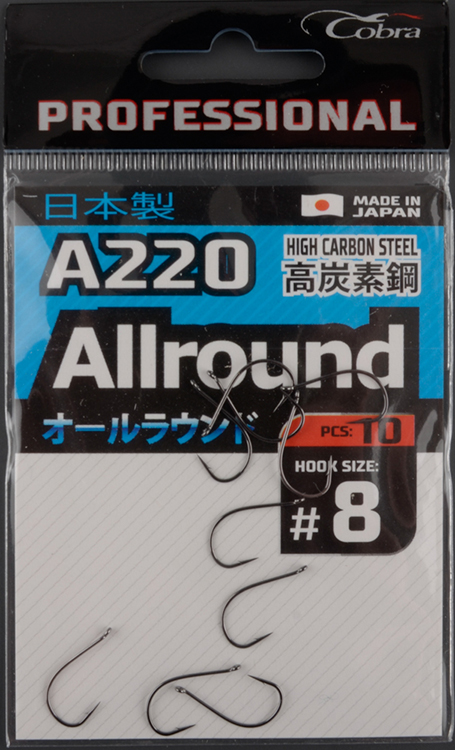 Cobra
PROFESSIONAL
日本製
MADE IN
JAPAN
A220
HIGH CARBON STEEL
高炭素鋼
Allround
オールラウンド
PCS: 10
HOOK SIZE:
#8